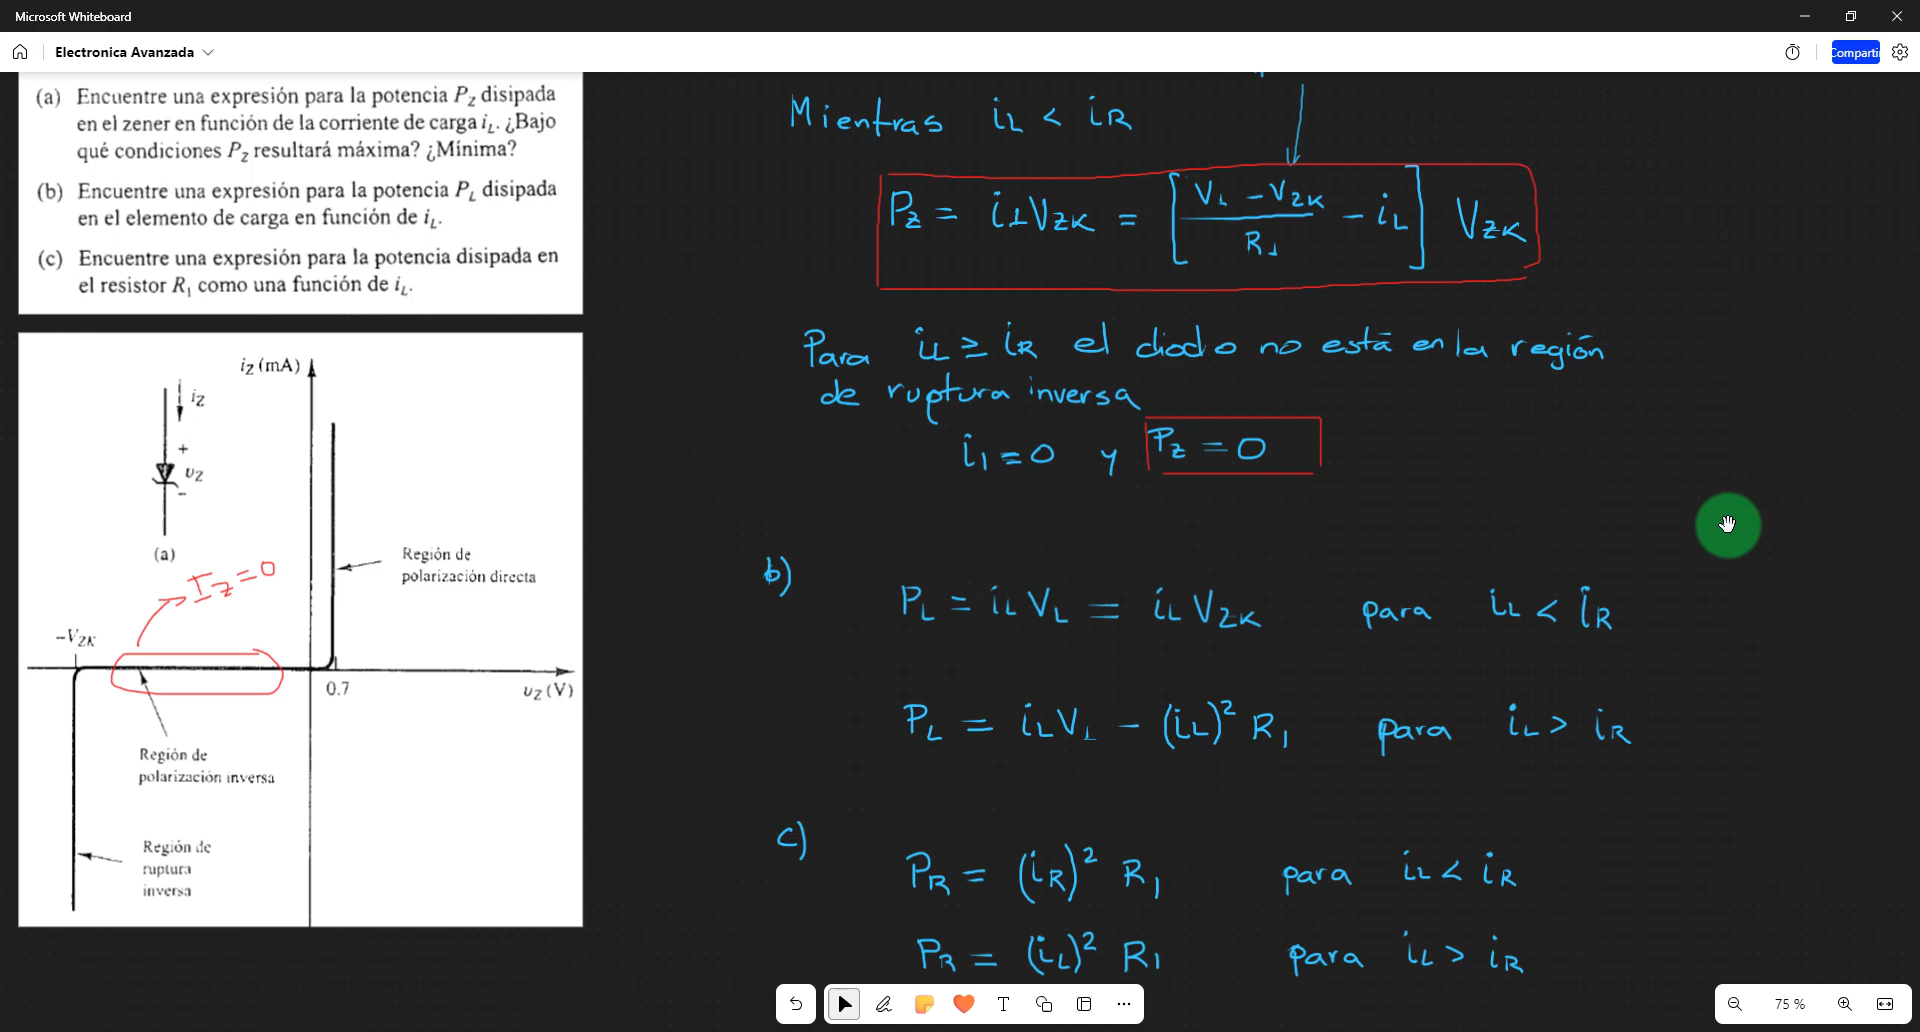 Microsoft Whiteboard
Electronica Avanzada
Comparti
(a) Encuentre una expresión para la potencia P_Z disipada
en el zener en función de la corriente de carga i_L. ¿Bajo
qué condiciones P_Z resultará máxima? ¿Mínima?
(b) Encuentre una expresión para la potencia P_L disipada
en el elemento de carga en función de i_L.
(c) Encuentre una expresión para la potencia disipada en
el resistor R_1 como una función de i_L.
i_Z (mA)
i_Z
+
v_Z
-
(a)
I_Z = 0
Región de
polarización directa
-V_ZK
0.7
v_Z (V)
Región de
polarización inversa
Región de
ruptura
inversa
Mientras i_L < i_R
P_Z = i_1 V_ZK = [ (V_1 - V_ZK) / R_1 - i_L ] V_ZK
Para i_L ≥ i_R el diodo no está en la región
de ruptura inversa
i_1 = 0 y P_Z = 0
b)
P_L = i_L V_L = i_L V_ZK para i_L < i_R
P_L = i_L V_1 - (i_L)² R_1 para i_L > i_R
c)
P_R = (i_R)² R_1 para i_L < i_R
P_R = (i_L)² R_1 para i_L > i_R
T
75 %